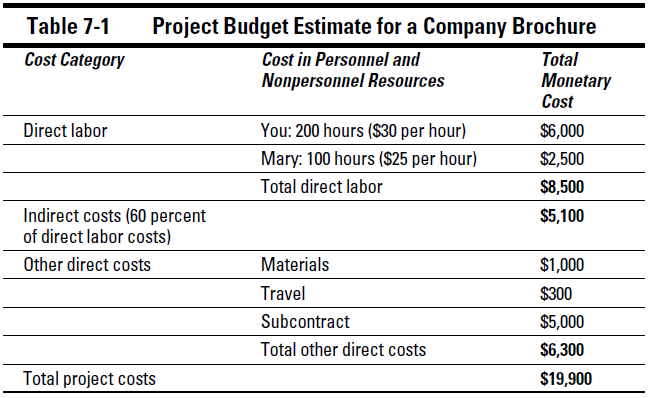 Table 7-1 Project Budget Estimate for a Company Brochure
Cost Category Cost in Personnel and Total
Nonpersonnel Resources Monetary
Cost
Direct labor You: 200 hours ($30 per hour) $6,000
Mary: 100 hours ($25 per hour) $2,500
Total direct labor $8,500
Indirect costs (60 percent $5,100
of direct labor costs)
Other direct costs Materials $1,000
Travel $300
Subcontract $5,000
Total other direct costs $6,300
Total project costs $19,900